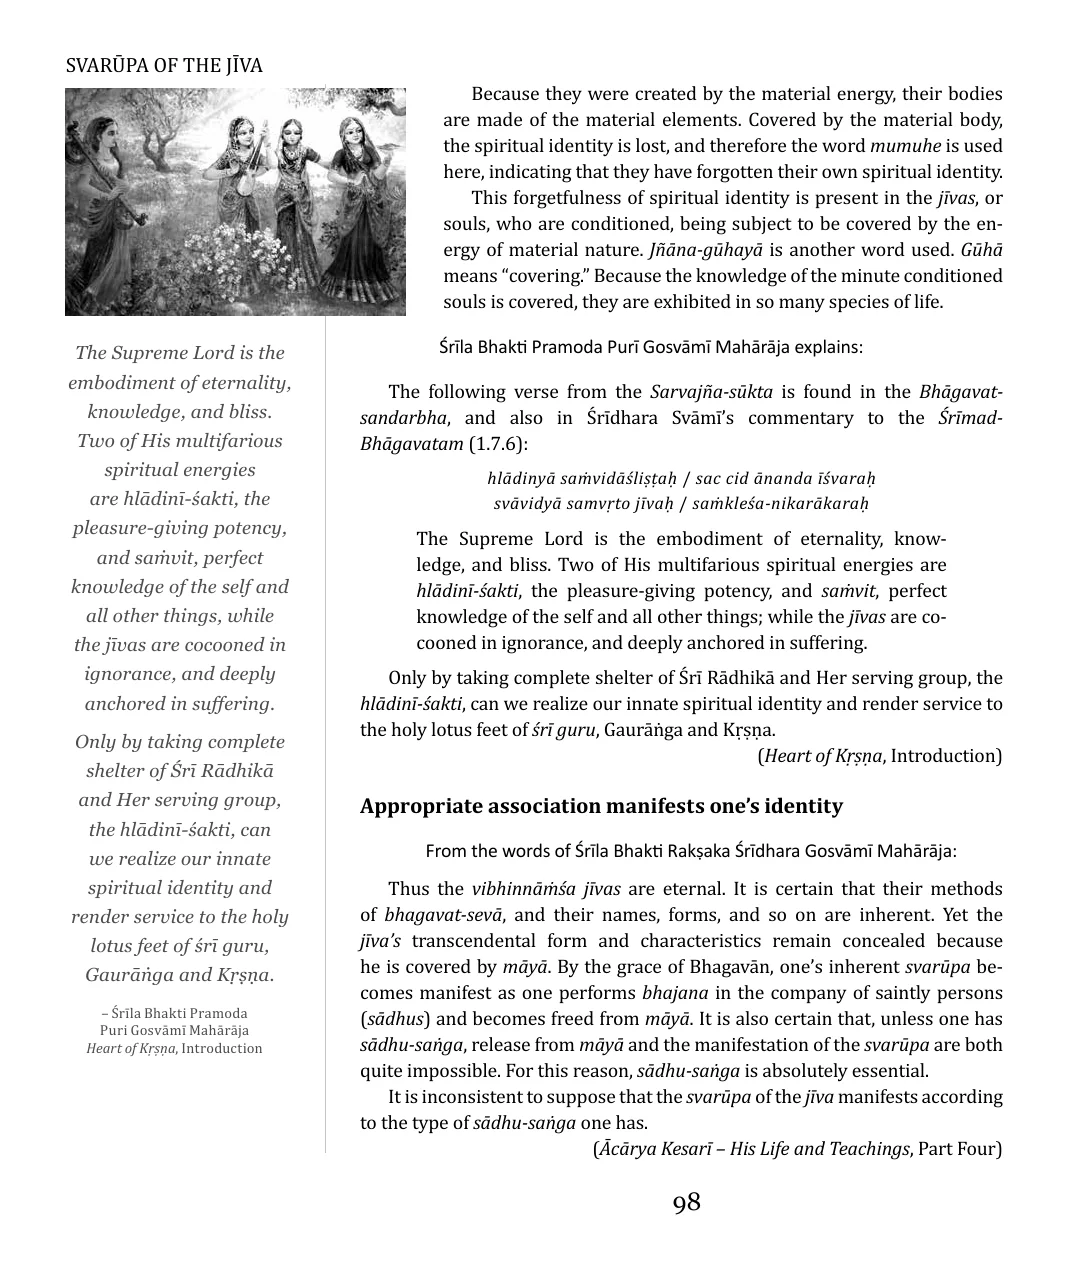 SVARŪPA OF THE JĪVA
Because they were created by the material energy, their bodies
are made of the material elements. Covered by the material body,
the spiritual identity is lost, and therefore the word mumuhe is used
here, indicating that they have forgotten their own spiritual identity.
This forgetfulness of spiritual identity is present in the jīvas, or
souls, who are conditioned, being subject to be covered by the en-
ergy of material nature. Jñāna-gūhayā is another word used. Gūhā
means “covering.” Because the knowledge of the minute conditioned
souls is covered, they are exhibited in so many species of life.
Śrīla Bhakti Pramoda Purī Gosvāmī Mahārāja explains:
The following verse from the Sarvajña-sūkta is found in the Bhāgavat-
sandarbha, and also in Śrīdhara Svāmī’s commentary to the Śrīmad-
Bhāgavatam (1.7.6):
hlādinyā saṁvidāśliṣṭaḥ / sac cid ānanda īśvaraḥ
svāvidyā samvṛto jīvaḥ / saṁkleśa-nikarākaraḥ
The Supreme Lord is the embodiment of eternality, know-
ledge, and bliss. Two of His multifarious spiritual energies are
hlādinī-śakti, the pleasure-giving potency, and saṁvit, perfect
knowledge of the self and all other things; while the jīvas are co-
cooned in ignorance, and deeply anchored in suffering.
Only by taking complete shelter of Śrī Rādhikā and Her serving group, the
hlādinī-śakti, can we realize our innate spiritual identity and render service to
the holy lotus feet of śrī guru, Gaurāṅga and Kṛṣṇa.
(Heart of Kṛṣṇa, Introduction)
Appropriate association manifests one’s identity
From the words of Śrīla Bhakti Rakṣaka Śrīdhara Gosvāmī Mahārāja:
Thus the vibhinnāṁśa jīvas are eternal. It is certain that their methods
of bhagavat-sevā, and their names, forms, and so on are inherent. Yet the
jīva’s transcendental form and characteristics remain concealed because
he is covered by māyā. By the grace of Bhagavān, one’s inherent svarūpa be-
comes manifest as one performs bhajana in the company of saintly persons
(sādhus) and becomes freed from māyā. It is also certain that, unless one has
sādhu-saṅga, release from māyā and the manifestation of the svarūpa are both
quite impossible. For this reason, sādhu-saṅga is absolutely essential.
It is inconsistent to suppose that the svarūpa of the jīva manifests according
to the type of sādhu-saṅga one has.
(Ācārya Kesarī – His Life and Teachings, Part Four)
The Supreme Lord is the
embodiment of eternality,
knowledge, and bliss.
Two of His multifarious
spiritual energies
are hlādinī-śakti, the
pleasure-giving potency,
and saṁvit, perfect
knowledge of the self and
all other things, while
the jīvas are cocooned in
ignorance, and deeply
anchored in suffering.
Only by taking complete
shelter of Śrī Rādhikā
and Her serving group,
the hlādinī-śakti, can
we realize our innate
spiritual identity and
render service to the holy
lotus feet of śrī guru,
Gaurāṅga and Kṛṣṇa.
– Śrīla Bhakti Pramoda
Puri Gosvāmī Mahārāja
Heart of Kṛṣṇa, Introduction
98